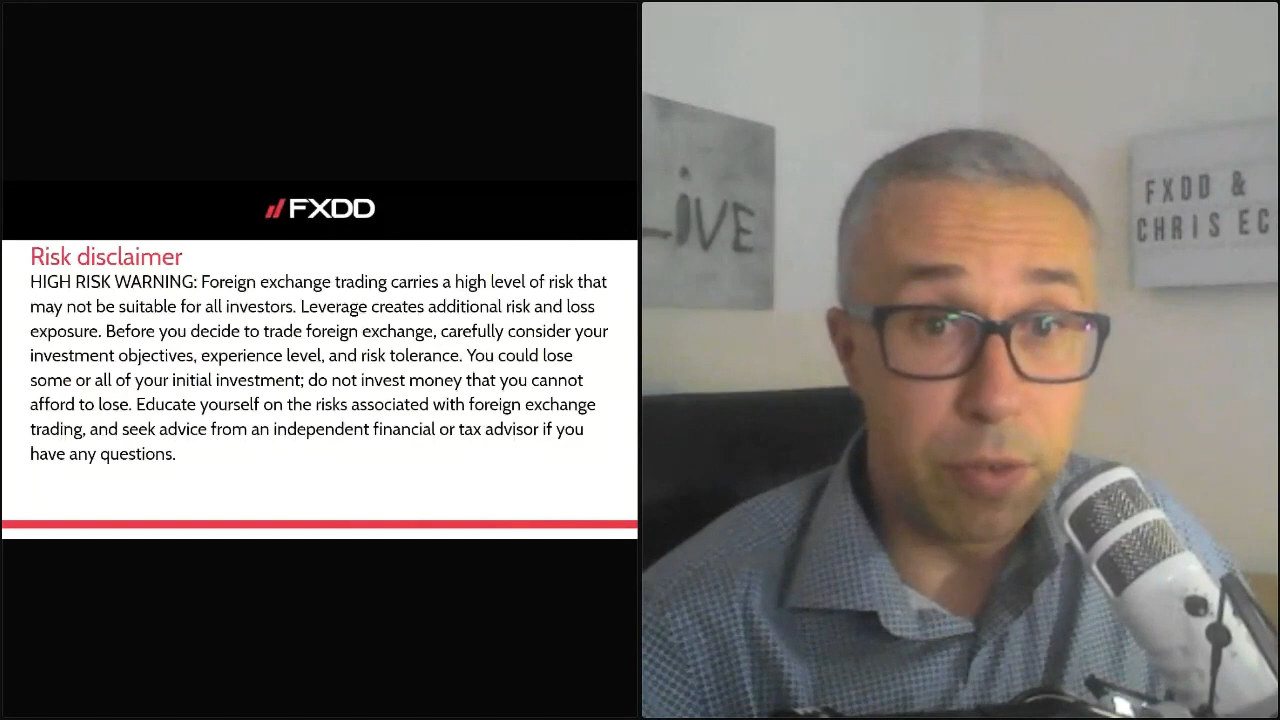 FXDD
Risk disclaimer
HIGH RISK WARNING: Foreign exchange trading carries a high level of risk that
may not be suitable for all investors. Leverage creates additional risk and loss
exposure. Before you decide to trade foreign exchange, carefully consider your
investment objectives, experience level, and risk tolerance. You could lose
some or all of your initial investment; do not invest money that you cannot
afford to lose. Educate yourself on the risks associated with foreign exchange
trading, and seek advice from an independent financial or tax advisor if you
have any questions.
LiVE
FXDD &
CHRIS EC